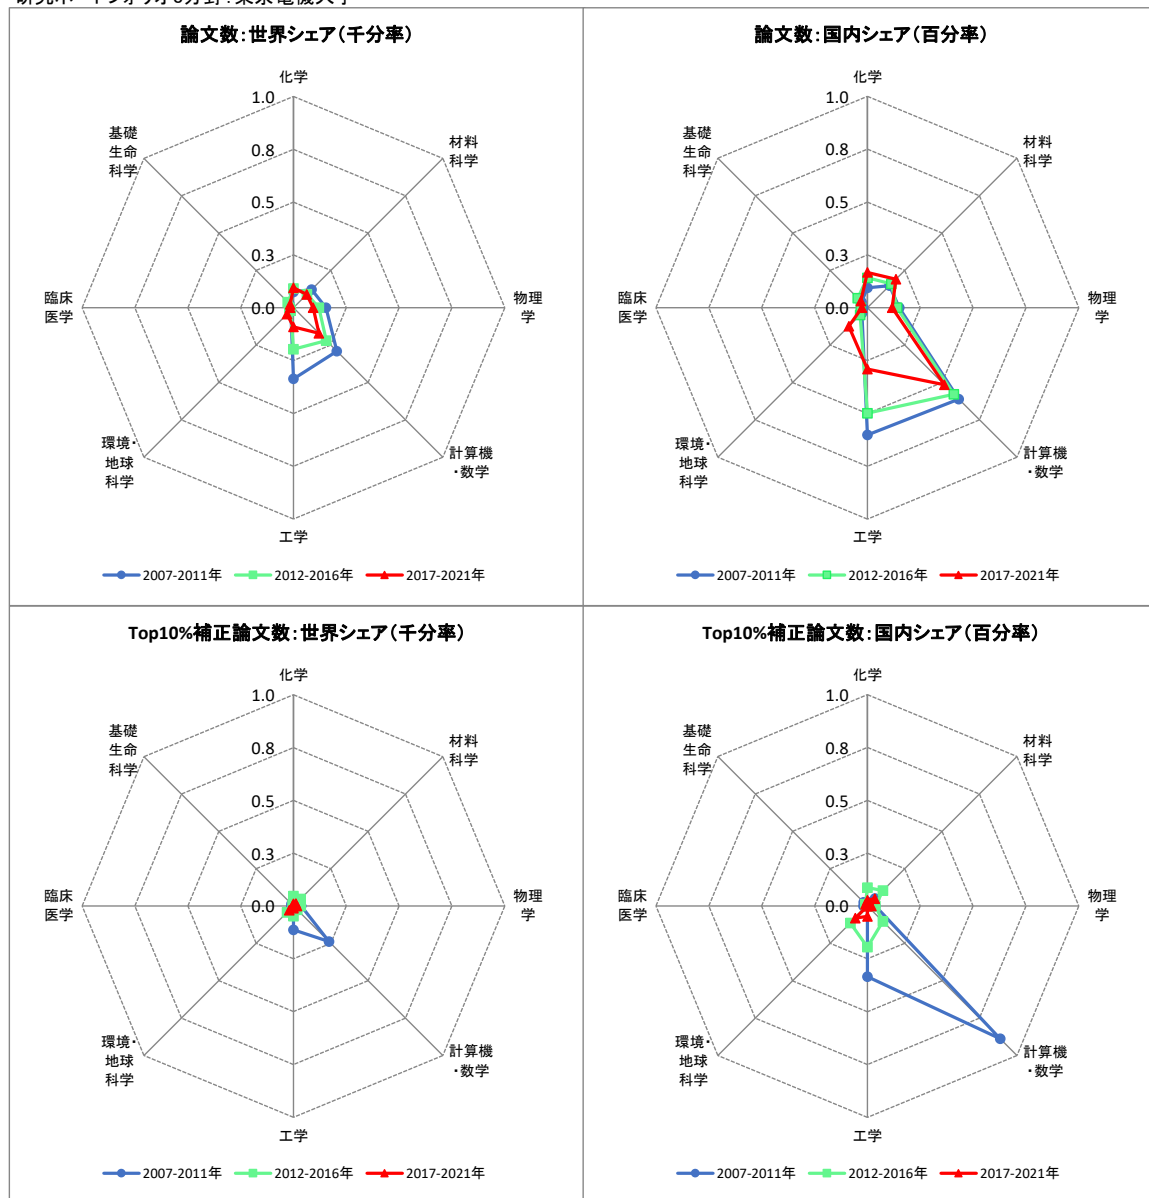 論文数:世界シェア(千分率)
化学
1.0
0.8
0.5
0.3
0.0
材料
科学
物理
学
計算機
・数学
工学
環境・
地球
科学
臨床
医学
基礎
生命
科学
2007-2011年 2012-2016年 2017-2021年
論文数:国内シェア(百分率)
化学
1.0
0.8
0.5
0.3
0.0
材料
科学
物理
学
計算機
・数学
工学
環境・
地球
科学
臨床
医学
基礎
生命
科学
2007-2011年 2012-2016年 2017-2021年
Top10%補正論文数:世界シェア(千分率)
化学
1.0
0.8
0.5
0.3
0.0
材料
科学
物理
学
計算機
・数学
工学
環境・
地球
科学
臨床
医学
基礎
生命
科学
2007-2011年 2012-2016年 2017-2021年
Top10%補正論文数:国内シェア(百分率)
化学
1.0
0.8
0.5
0.3
0.0
材料
科学
物理
学
計算機
・数学
工学
環境・
地球
科学
臨床
医学
基礎
生命
科学
2007-2011年 2012-2016年 2017-2021年